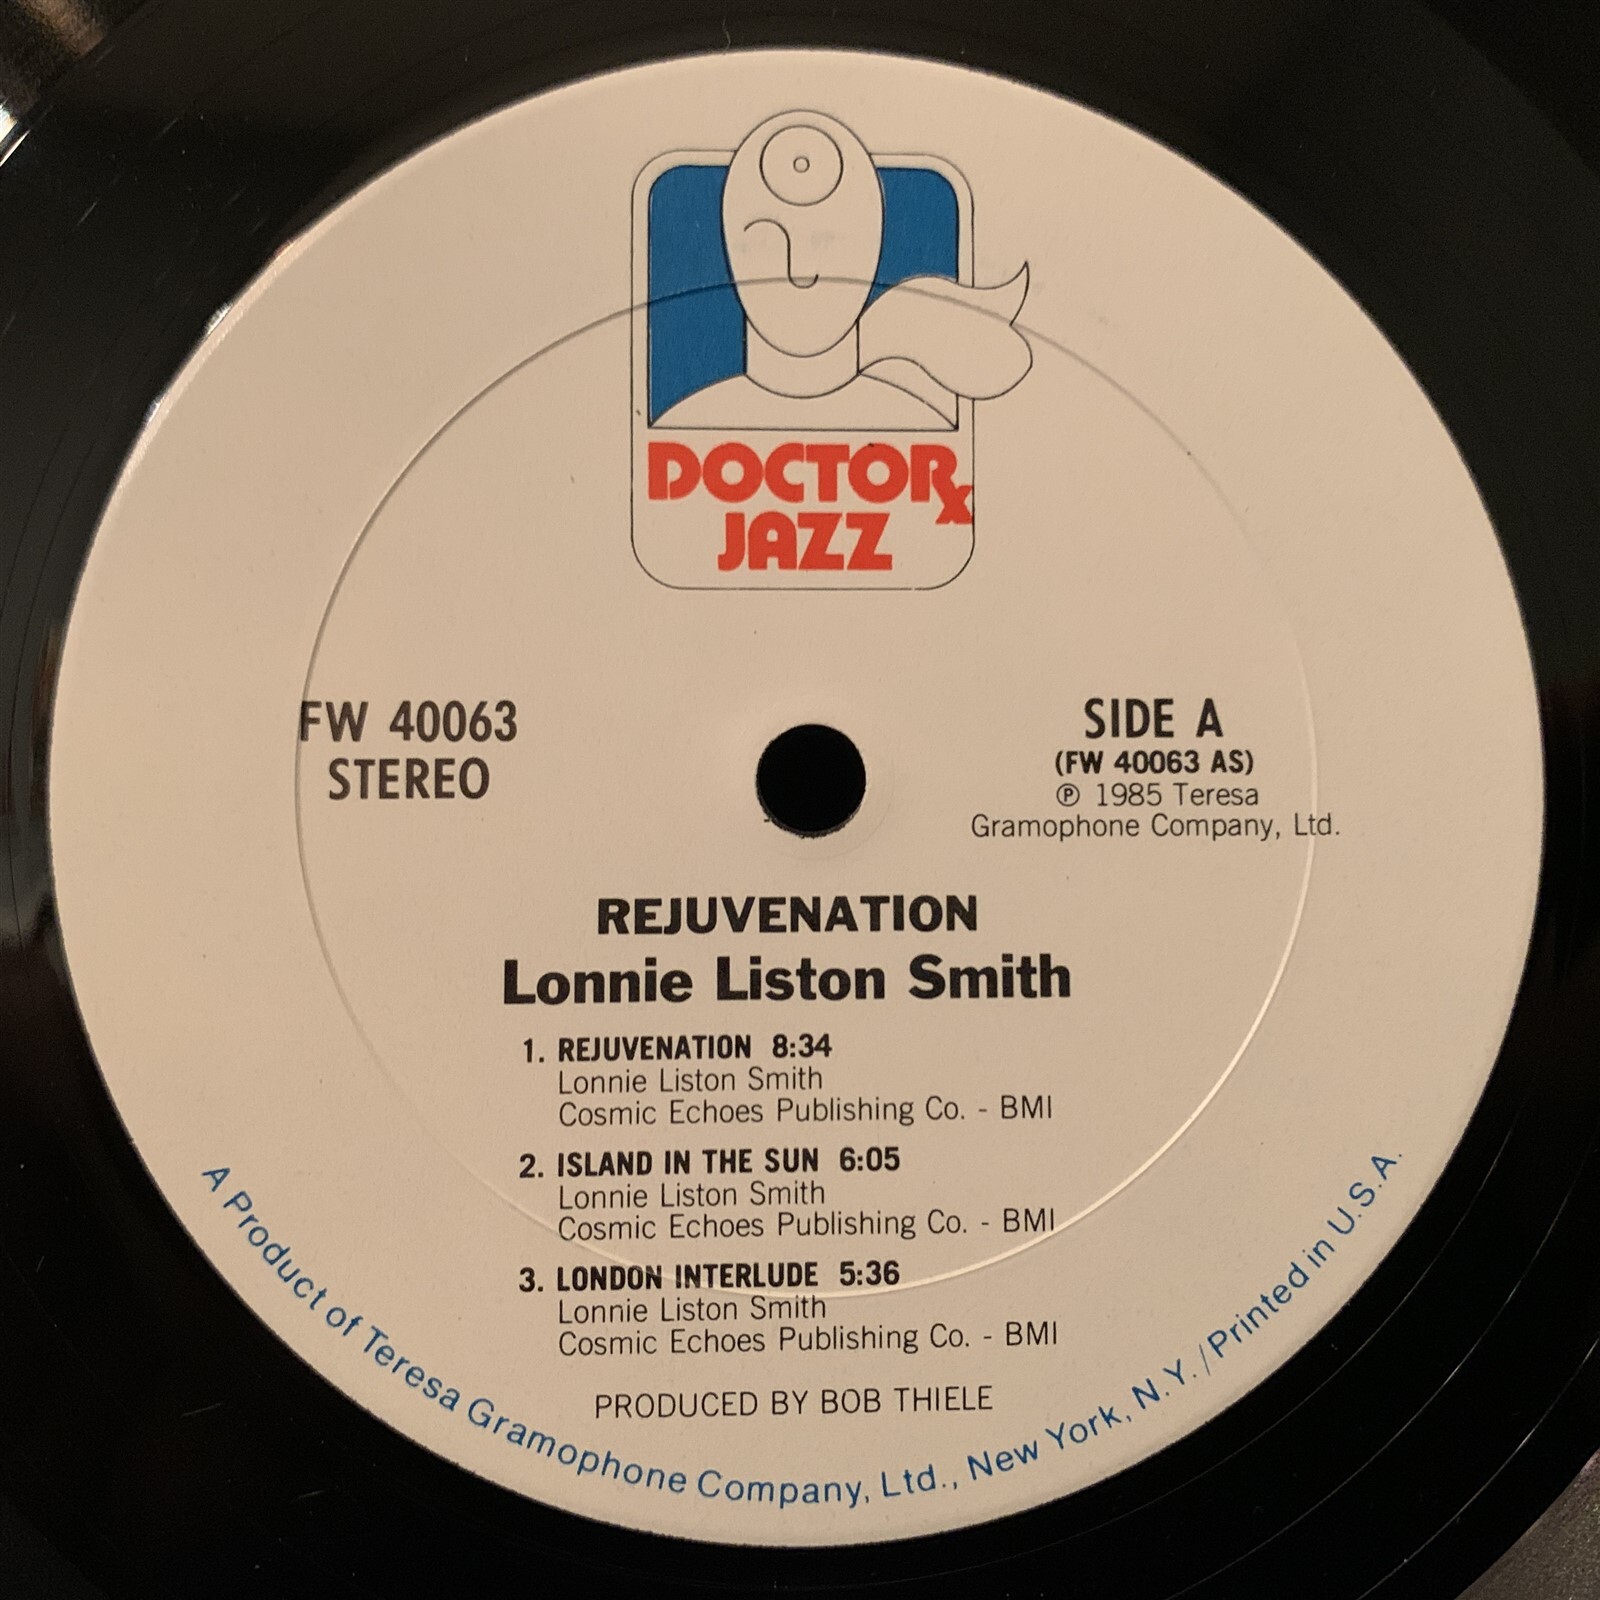 DOCTOR
x
JAZZ
FW 40063
STEREO
SIDE A
(FW 40063 AS)
℗ 1985 Teresa
Gramophone Company, Ltd.
REJUVENATION
Lonnie Liston Smith
1. REJUVENATION 8:34
Lonnie Liston Smith
Cosmic Echoes Publishing Co. - BMI
2. ISLAND IN THE SUN 6:05
Lonnie Liston Smith
Cosmic Echoes Publishing Co. - BMI
3. LONDON INTERLUDE 5:36
Lonnie Liston Smith
Cosmic Echoes Publishing Co. - BMI
PRODUCED BY BOB THIELE
A Product of Teresa Gramophone Company, Ltd., New York, N.Y. / Printed in U.S.A.